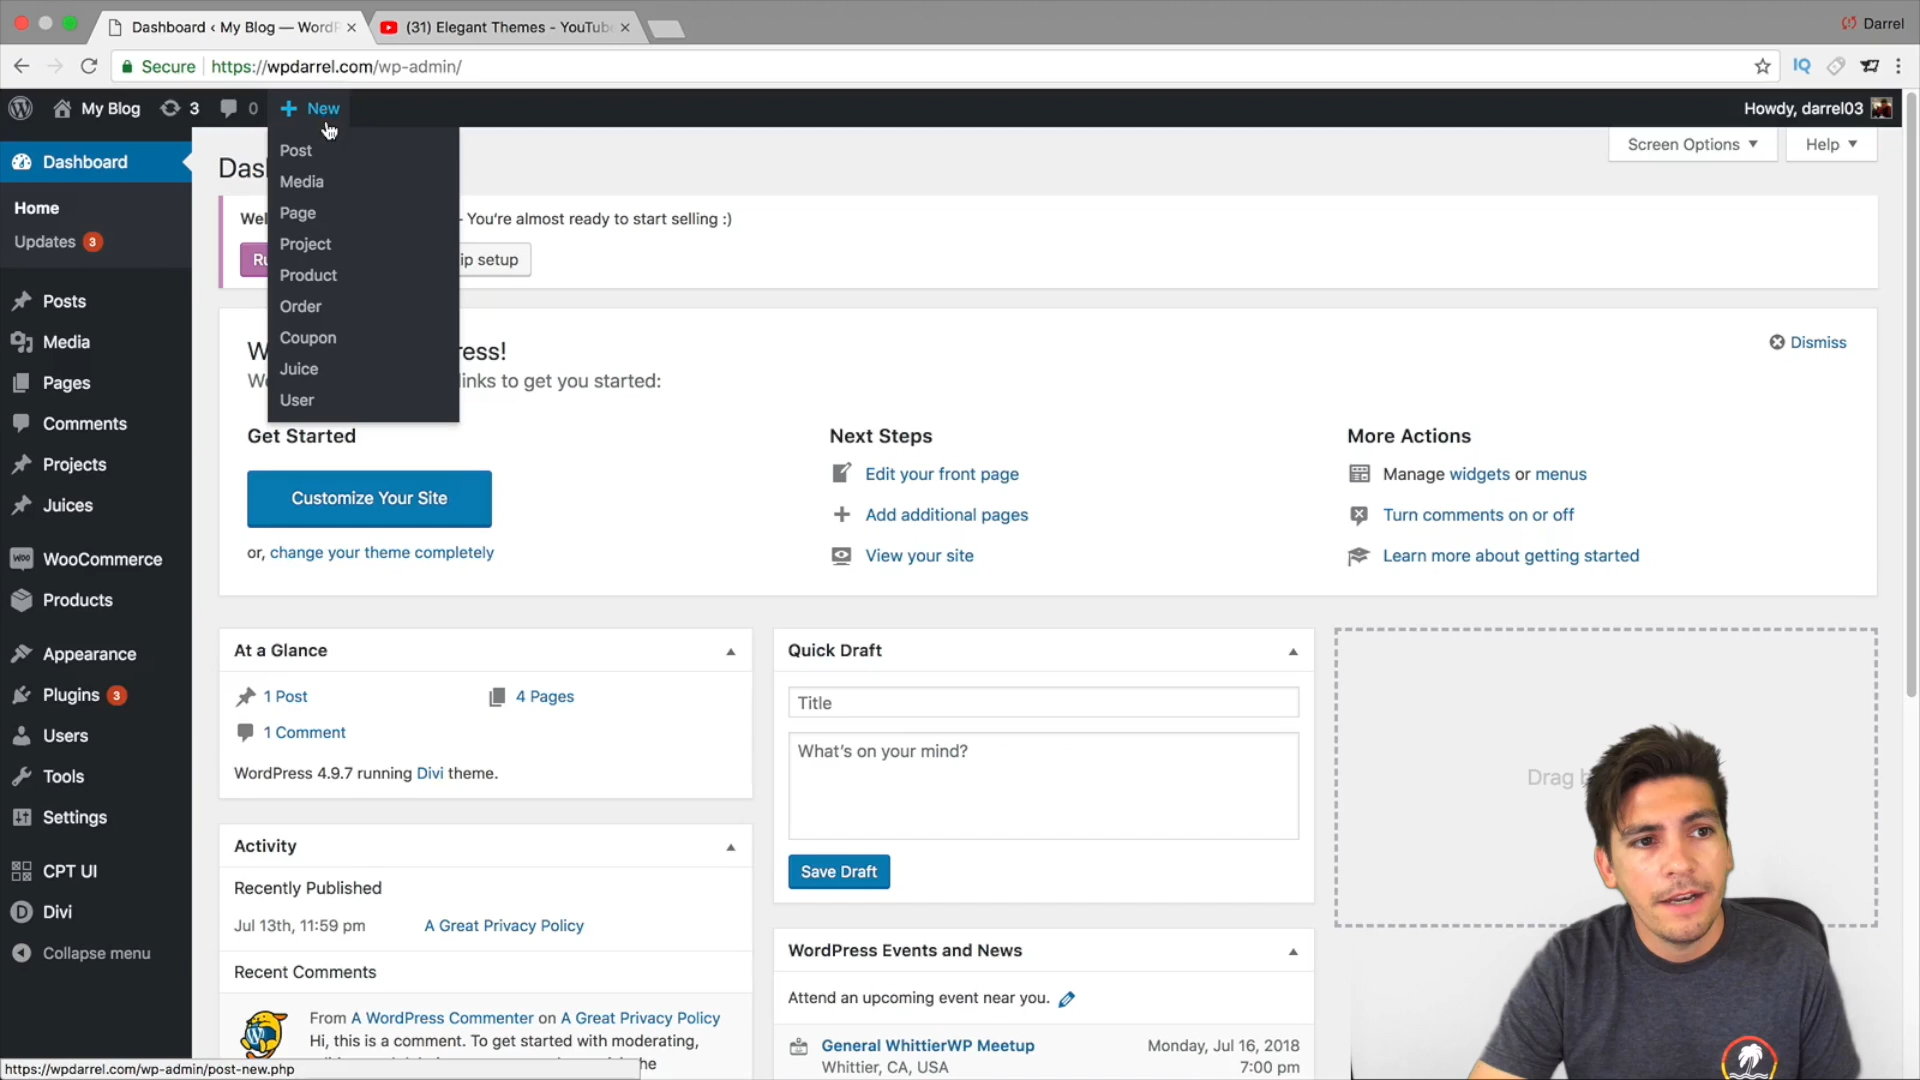 Dashboard ‹ My Blog — WordP
(31) Elegant Themes - YouTube
Darrel
Secure https://wpdarrel.com/wp-admin/
IQ
My Blog 3 0 + New
Howdy, darrel03
Post
Media
Page
Project
Product
Order
Coupon
Juice
User
Dashboard
Home
Updates 3
Posts
Media
Pages
Comments
Projects
Juices
WooCommerce
Products
Appearance
Plugins 3
Users
Tools
Settings
CPT UI
Divi
Collapse menu
Screen Options
Help
Das
Wel - You're almost ready to start selling :)
Ru ip setup
W ress!
We links to get you started:
Dismiss
Get Started
Customize Your Site
or, change your theme completely
Next Steps
Edit your front page
Add additional pages
View your site
More Actions
Manage widgets or menus
Turn comments on or off
Learn more about getting started
At a Glance
1 Post
4 Pages
1 Comment
WordPress 4.9.7 running Divi theme.
Activity
Recently Published
Jul 13th, 11:59 pm A Great Privacy Policy
Recent Comments
From A WordPress Commenter on A Great Privacy Policy
Hi, this is a comment. To get started with moderating,
he
Quick Draft
Title
What's on your mind?
Save Draft
WordPress Events and News
Attend an upcoming event near you.
General WhittierWP Meetup
Whittier, CA, USA
Monday, Jul 16, 2018
7:00 pm
Drag
https://wpdarrel.com/wp-admin/post-new.php